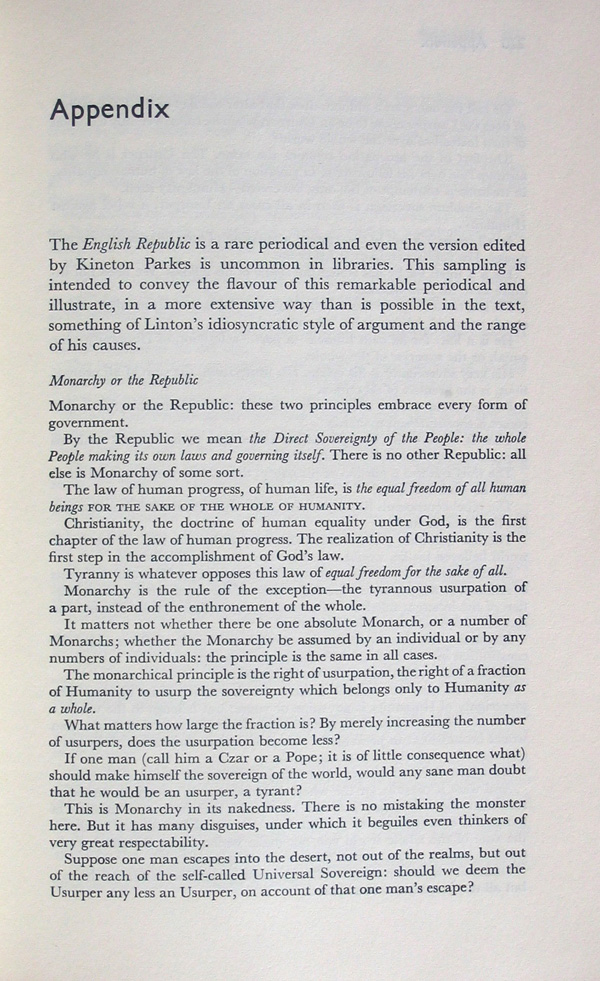 Appendix
The English Republic is a rare periodical and even the version edited
by Kineton Parkes is uncommon in libraries. This sampling is
intended to convey the flavour of this remarkable periodical and
illustrate, in a more extensive way than is possible in the text,
something of Linton's idiosyncratic style of argument and the range
of his causes.
Monarchy or the Republic
Monarchy or the Republic: these two principles embrace every form of
government.
By the Republic we mean the Direct Sovereignty of the People: the whole
People making its own laws and governing itself. There is no other Republic: all
else is Monarchy of some sort.
The law of human progress, of human life, is the equal freedom of all human
beings FOR THE SAKE OF THE WHOLE OF HUMANITY.
Christianity, the doctrine of human equality under God, is the first
chapter of the law of human progress. The realization of Christianity is the
first step in the accomplishment of God's law.
Tyranny is whatever opposes this law of equal freedom for the sake of all.
Monarchy is the rule of the exception—the tyrannous usurpation of
a part, instead of the enthronement of the whole.
It matters not whether there be one absolute Monarch, or a number of
Monarchs; whether the Monarchy be assumed by an individual or by any
numbers of individuals: the principle is the same in all cases.
The monarchical principle is the right of usurpation, the right of a fraction
of Humanity to usurp the sovereignty which belongs only to Humanity as
a whole.
What matters how large the fraction is? By merely increasing the number
of usurpers, does the usurpation become less?
If one man (call him a Czar or a Pope; it is of little consequence what)
should make himself the sovereign of the world, would any sane man doubt
that he would be an usurper, a tyrant?
This is Monarchy in its nakedness. There is no mistaking the monster
here. But it has many disguises, under which it beguiles even thinkers of
very great respectability.
Suppose one man escapes into the desert, not out of the realms, but out
of the reach of the self-called Universal Sovereign: should we deem the
Usurper any less an Usurper, on account of that one man's escape?